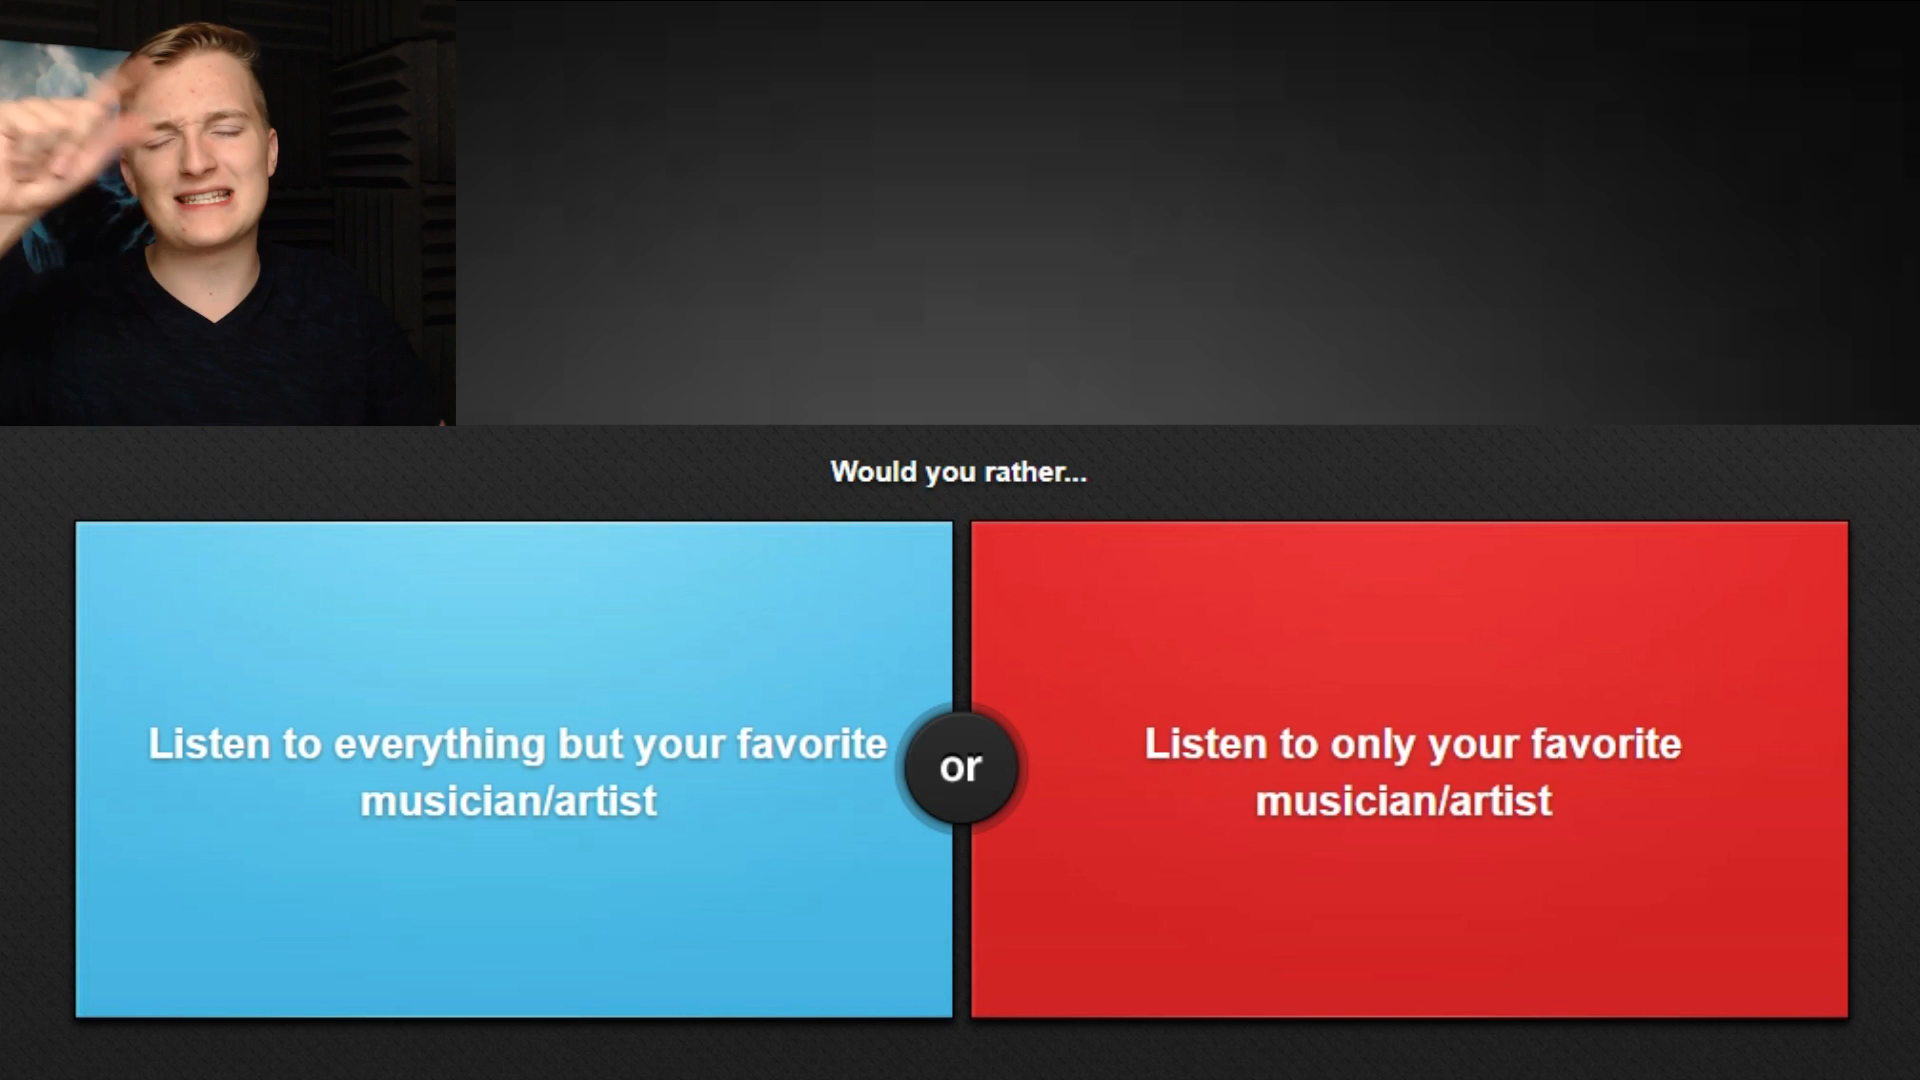 Would you rather...
Listen to everything but your favorite
musician/artist
or
Listen to only your favorite
musician/artist